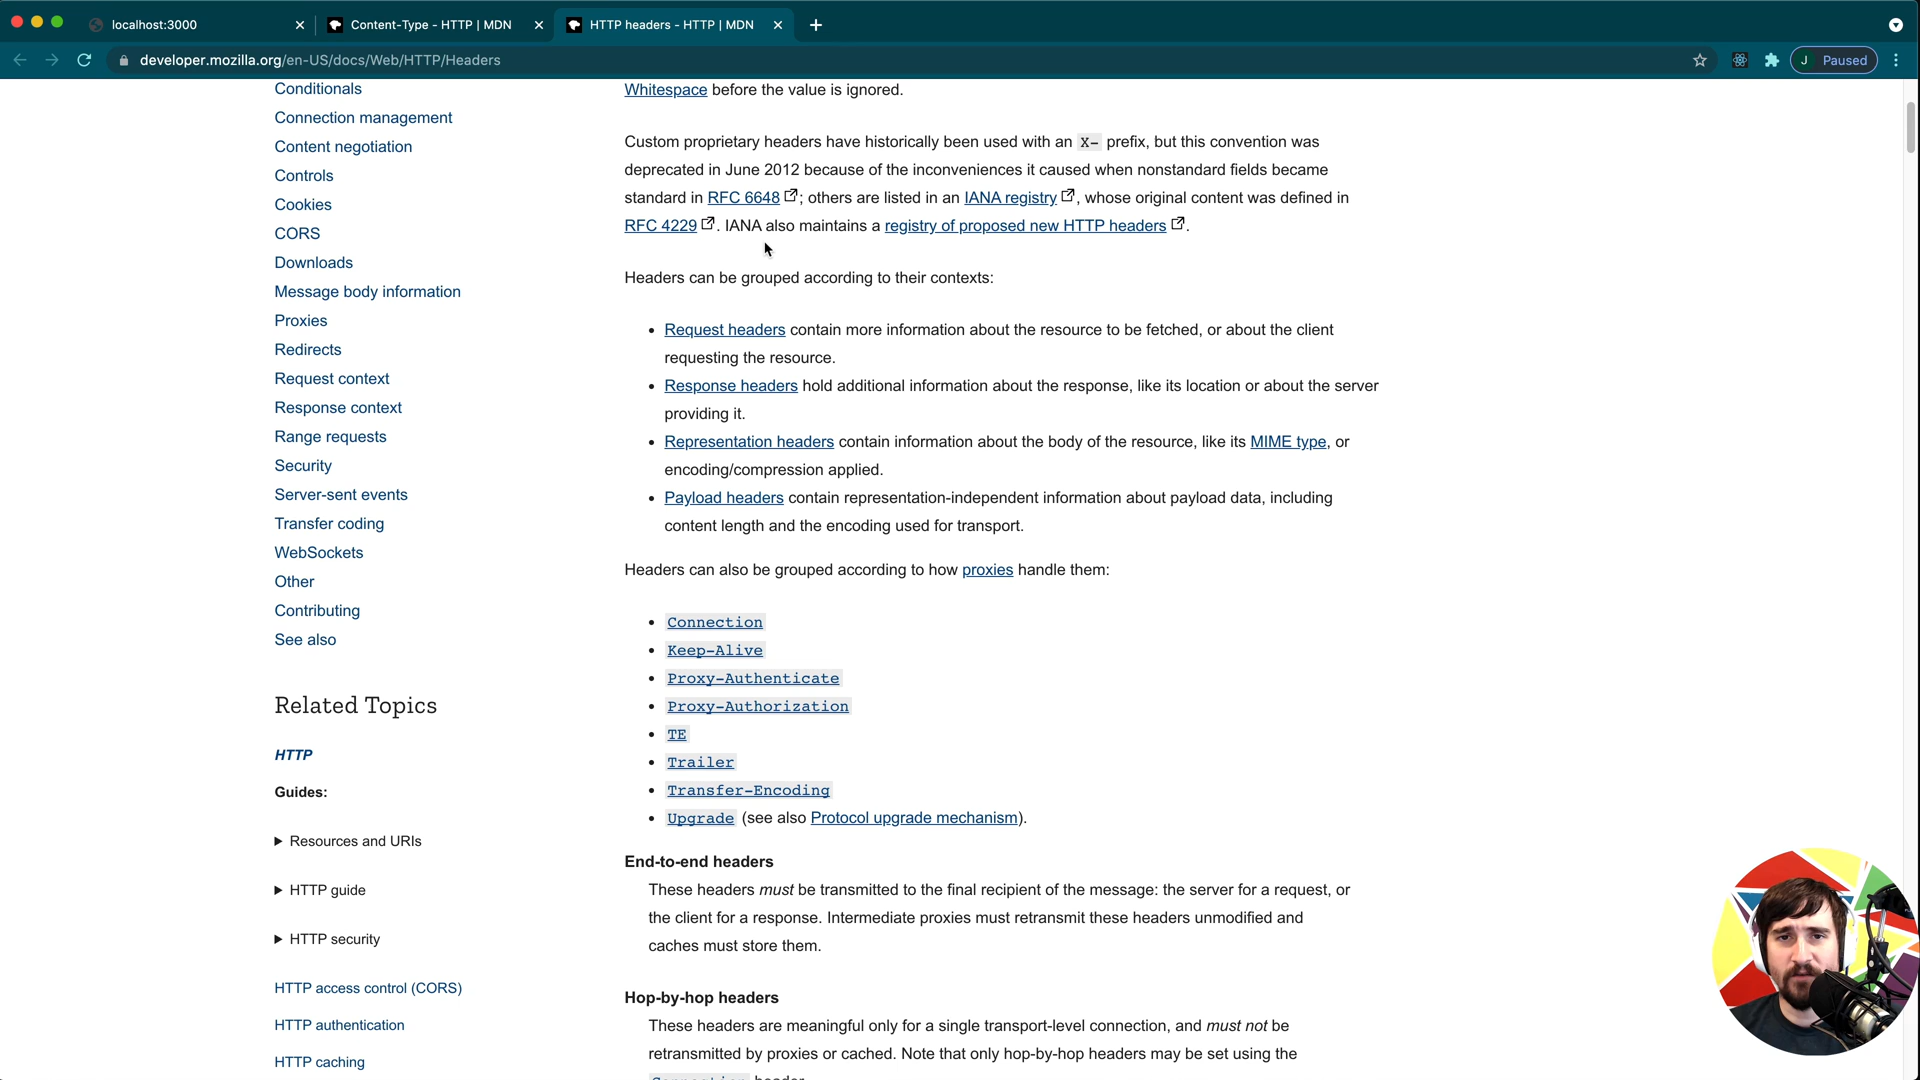 localhost:3000
Content-Type - HTTP | MDN
HTTP headers - HTTP | MDN
developer.mozilla.org/en-US/docs/Web/HTTP/Headers
J Paused
Conditionals
Connection management
Content negotiation
Controls
Cookies
CORS
Downloads
Message body information
Proxies
Redirects
Request context
Response context
Range requests
Security
Server-sent events
Transfer coding
WebSockets
Other
Contributing
See also
Related Topics
HTTP
Guides:
Resources and URIs
HTTP guide
HTTP security
HTTP access control (CORS)
HTTP authentication
HTTP caching
Whitespace before the value is ignored.
Custom proprietary headers have historically been used with an X- prefix, but this convention was
deprecated in June 2012 because of the inconveniences it caused when nonstandard fields became
standard in RFC 6648; others are listed in an IANA registry, whose original content was defined in
RFC 4229. IANA also maintains a registry of proposed new HTTP headers.
Headers can be grouped according to their contexts:
• Request headers contain more information about the resource to be fetched, or about the client
requesting the resource.
• Response headers hold additional information about the response, like its location or about the server
providing it.
• Representation headers contain information about the body of the resource, like its MIME type, or
encoding/compression applied.
• Payload headers contain representation-independent information about payload data, including
content length and the encoding used for transport.
Headers can also be grouped according to how proxies handle them:
• Connection
• Keep-Alive
• Proxy-Authenticate
• Proxy-Authorization
• TE
• Trailer
• Transfer-Encoding
• Upgrade (see also Protocol upgrade mechanism).
End-to-end headers
These headers must be transmitted to the final recipient of the message: the server for a request, or
the client for a response. Intermediate proxies must retransmit these headers unmodified and
caches must store them.
Hop-by-hop headers
These headers are meaningful only for a single transport-level connection, and must not be
retransmitted by proxies or cached. Note that only hop-by-hop headers may be set using the